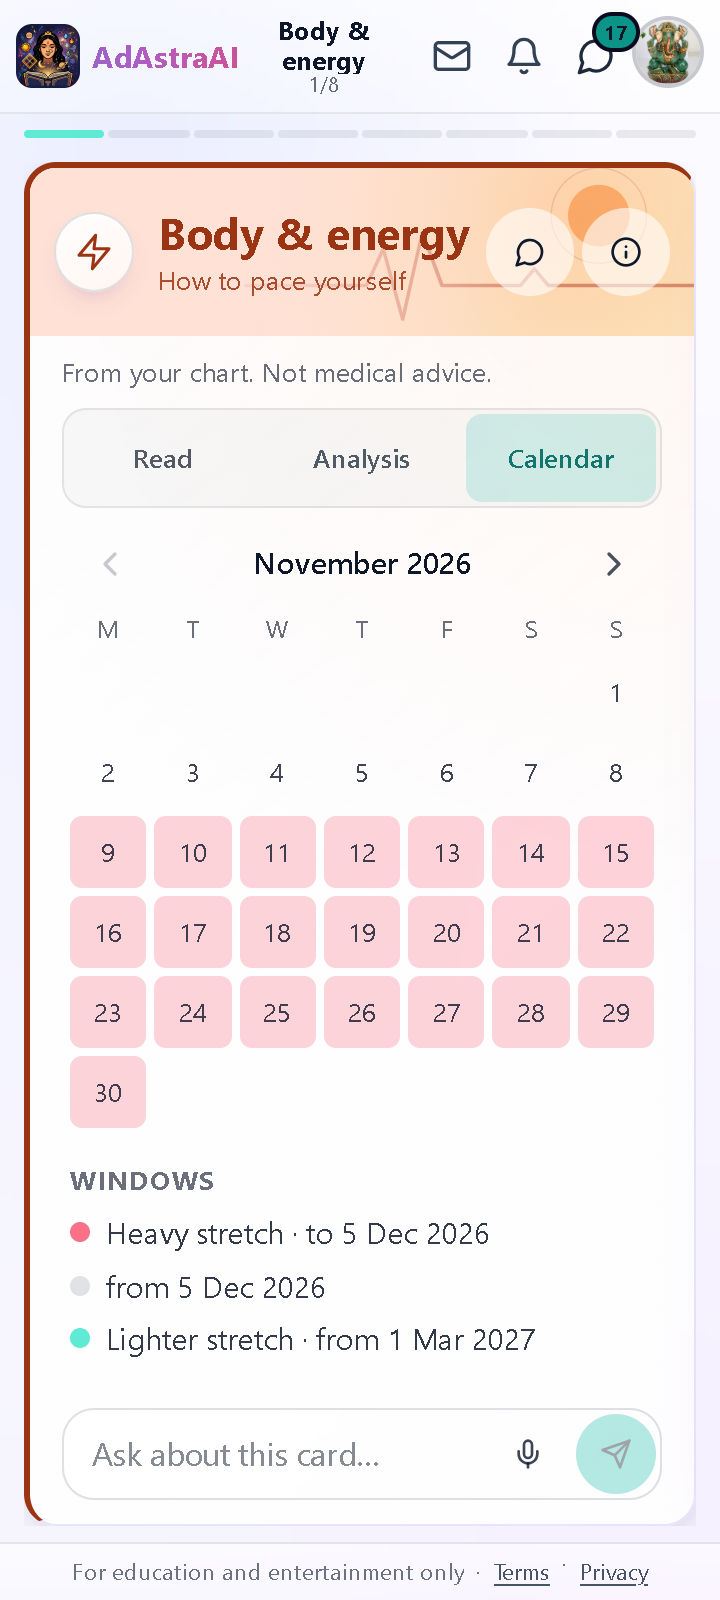 AdAstraAI
Body &
energy
1/8
17
Body & energy
How to pace yourself
From your chart. Not medical advice.
Read Analysis Calendar
November 2026
M T W T F S S
1
2 3 4 5 6 7 8
9 10 11 12 13 14 15
16 17 18 19 20 21 22
23 24 25 26 27 28 29
30
WINDOWS
Heavy stretch · to 5 Dec 2026
from 5 Dec 2026
Lighter stretch · from 1 Mar 2027
Ask about this card...
For education and entertainment only · Terms · Privacy